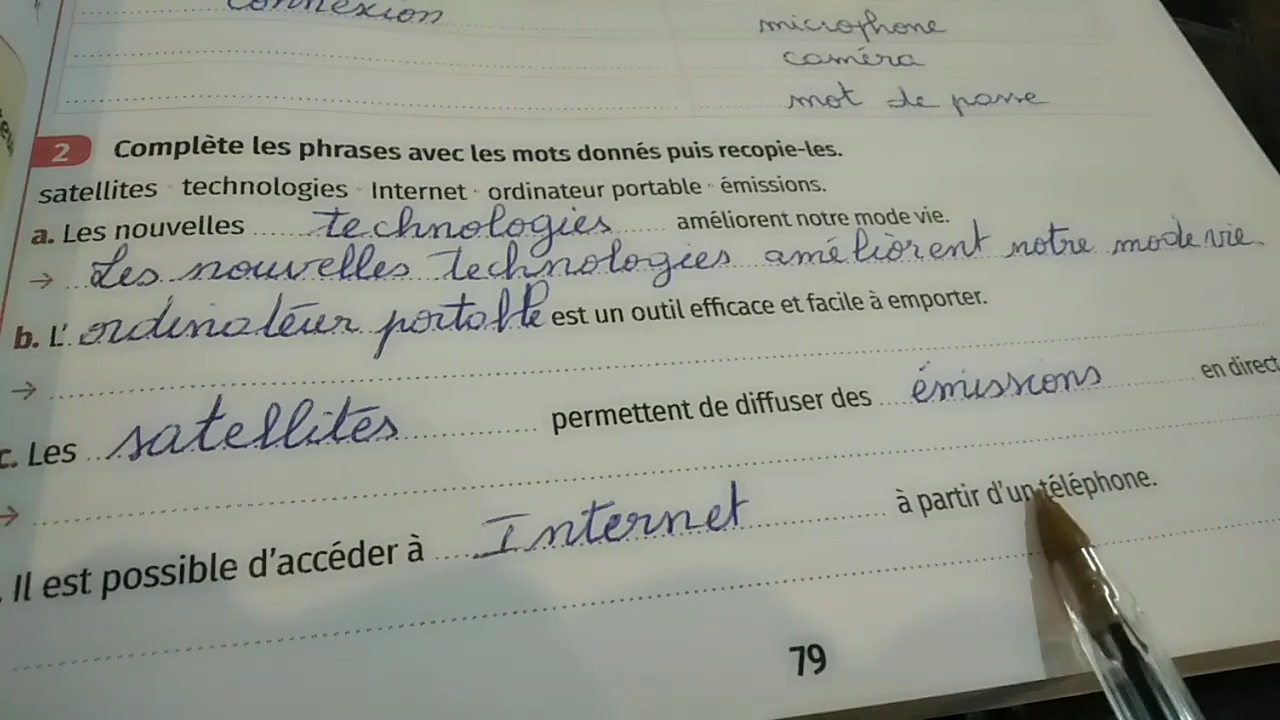 connexion
microphone
caméra
mot de passe
2 Complète les phrases avec les mots donnés puis recopie-les.
satellites · technologies · Internet · ordinateur portable · émissions.
a. Les nouvelles technologies améliorent notre mode vie.
→ Les nouvelles technologies améliorent notre mode vie.
b. L' ordinateur portable est un outil efficace et facile à emporter.
→
c. Les satellites permettent de diffuser des émissions en direct
→
. Il est possible d'accéder à Internet à partir d'un téléphone.
79